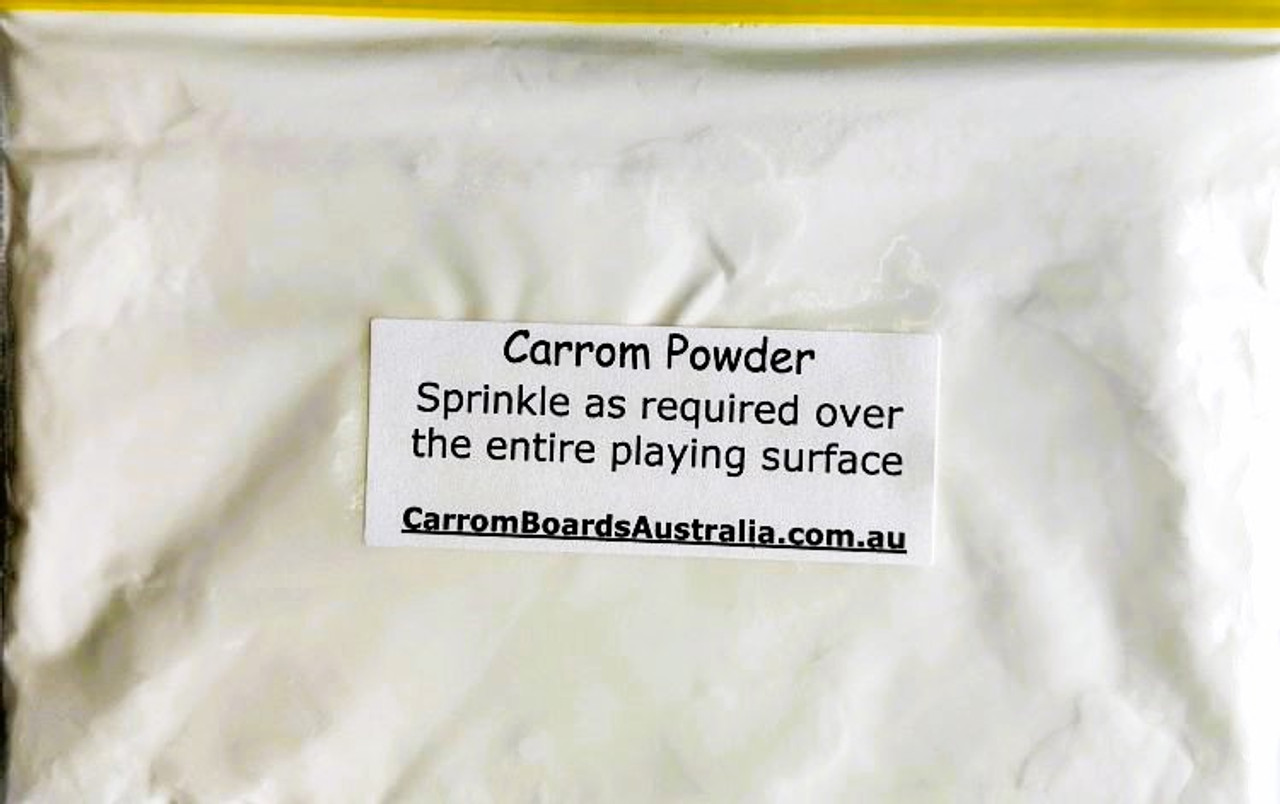 Carrom Powder
Sprinkle as required over
the entire playing surface
CarromBoardsAustralia.com.au